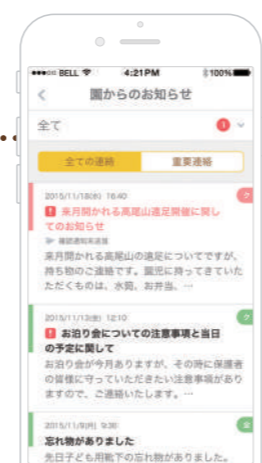 BELL 4:21PM 100%
園からのお知らせ
全て
全ての連絡 重要連絡
2015/11/18(水) 16:40 ク
来月開かれる高尾山遠足開催に関し
てのお知らせ
確認通知未送信
来月開かれる高尾山の遠足についてですが、
持ち物のご連絡です。園児に持ってきていた
ただくものは、水筒、お弁当、…
2015/11/13(金) 12:10 ク
お泊り会についての注意事項と当日
の予定に関して
お泊り会が今月ありますが、その時に保護者
の皆様に守っていただきたい注意事項があり
ますので、ご連絡いたします。…
2015/11/9(月) 9:36 全
忘れ物がありました
先日子ども用靴下の忘れ物がありました。